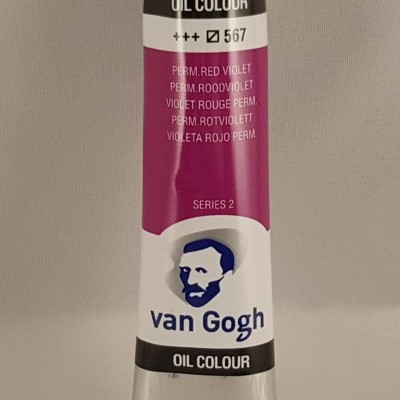 OIL COLOUR
+++ 567
PERM.RED VIOLET
PERM.ROODVIOLET
VIOLET ROUGE PERM.
PERM.ROTVIOLETT
VIOLETA ROJO PERM.
SERIES 2
van Gogh
OIL COLOUR